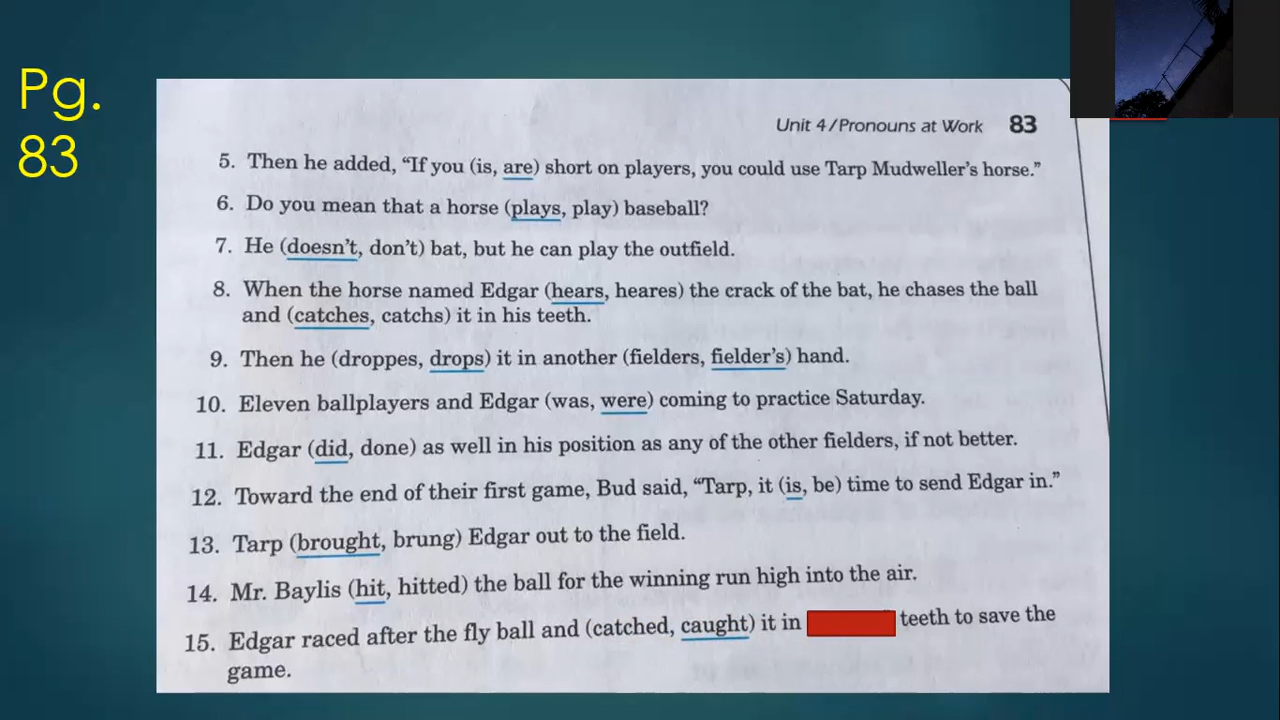 Pg.
83
Unit 4/Pronouns at Work 83
5. Then he added, “If you (is, are) short on players, you could use Tarp Mudweller’s horse.”
6. Do you mean that a horse (plays, play) baseball?
7. He (doesn’t, don’t) bat, but he can play the outfield.
8. When the horse named Edgar (hears, heares) the crack of the bat, he chases the ball
and (catches, catchs) it in his teeth.
9. Then he (droppes, drops) it in another (fielders, fielder’s) hand.
10. Eleven ballplayers and Edgar (was, were) coming to practice Saturday.
11. Edgar (did, done) as well in his position as any of the other fielders, if not better.
12. Toward the end of their first game, Bud said, “Tarp, it (is, be) time to send Edgar in.”
13. Tarp (brought, brung) Edgar out to the field.
14. Mr. Baylis (hit, hitted) the ball for the winning run high into the air.
15. Edgar raced after the fly ball and (catched, caught) it in teeth to save the
game.